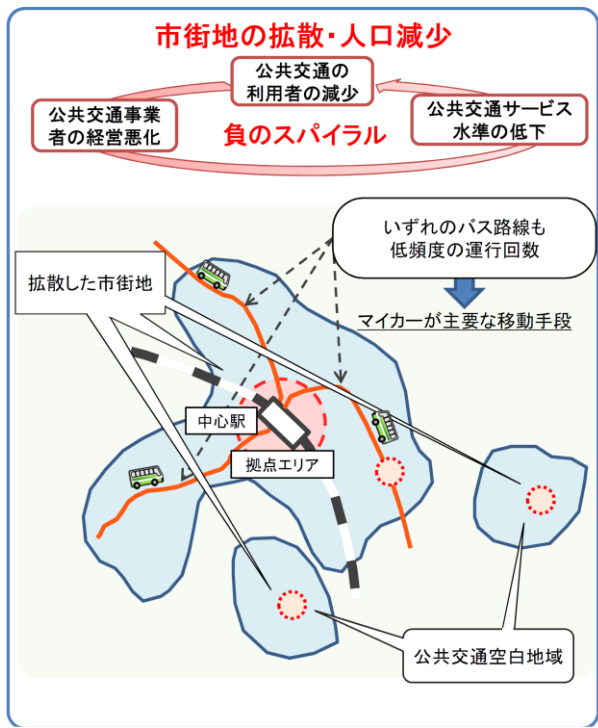 市街地の拡散・人口減少
公共交通の
利用者の減少
公共交通事業
者の経営悪化
負のスパイラル
公共交通サービス
水準の低下
いずれのバス路線も
低頻度の運行回数
拡散した市街地
マイカーが主要な移動手段
中心駅
拠点エリア
公共交通空白地域